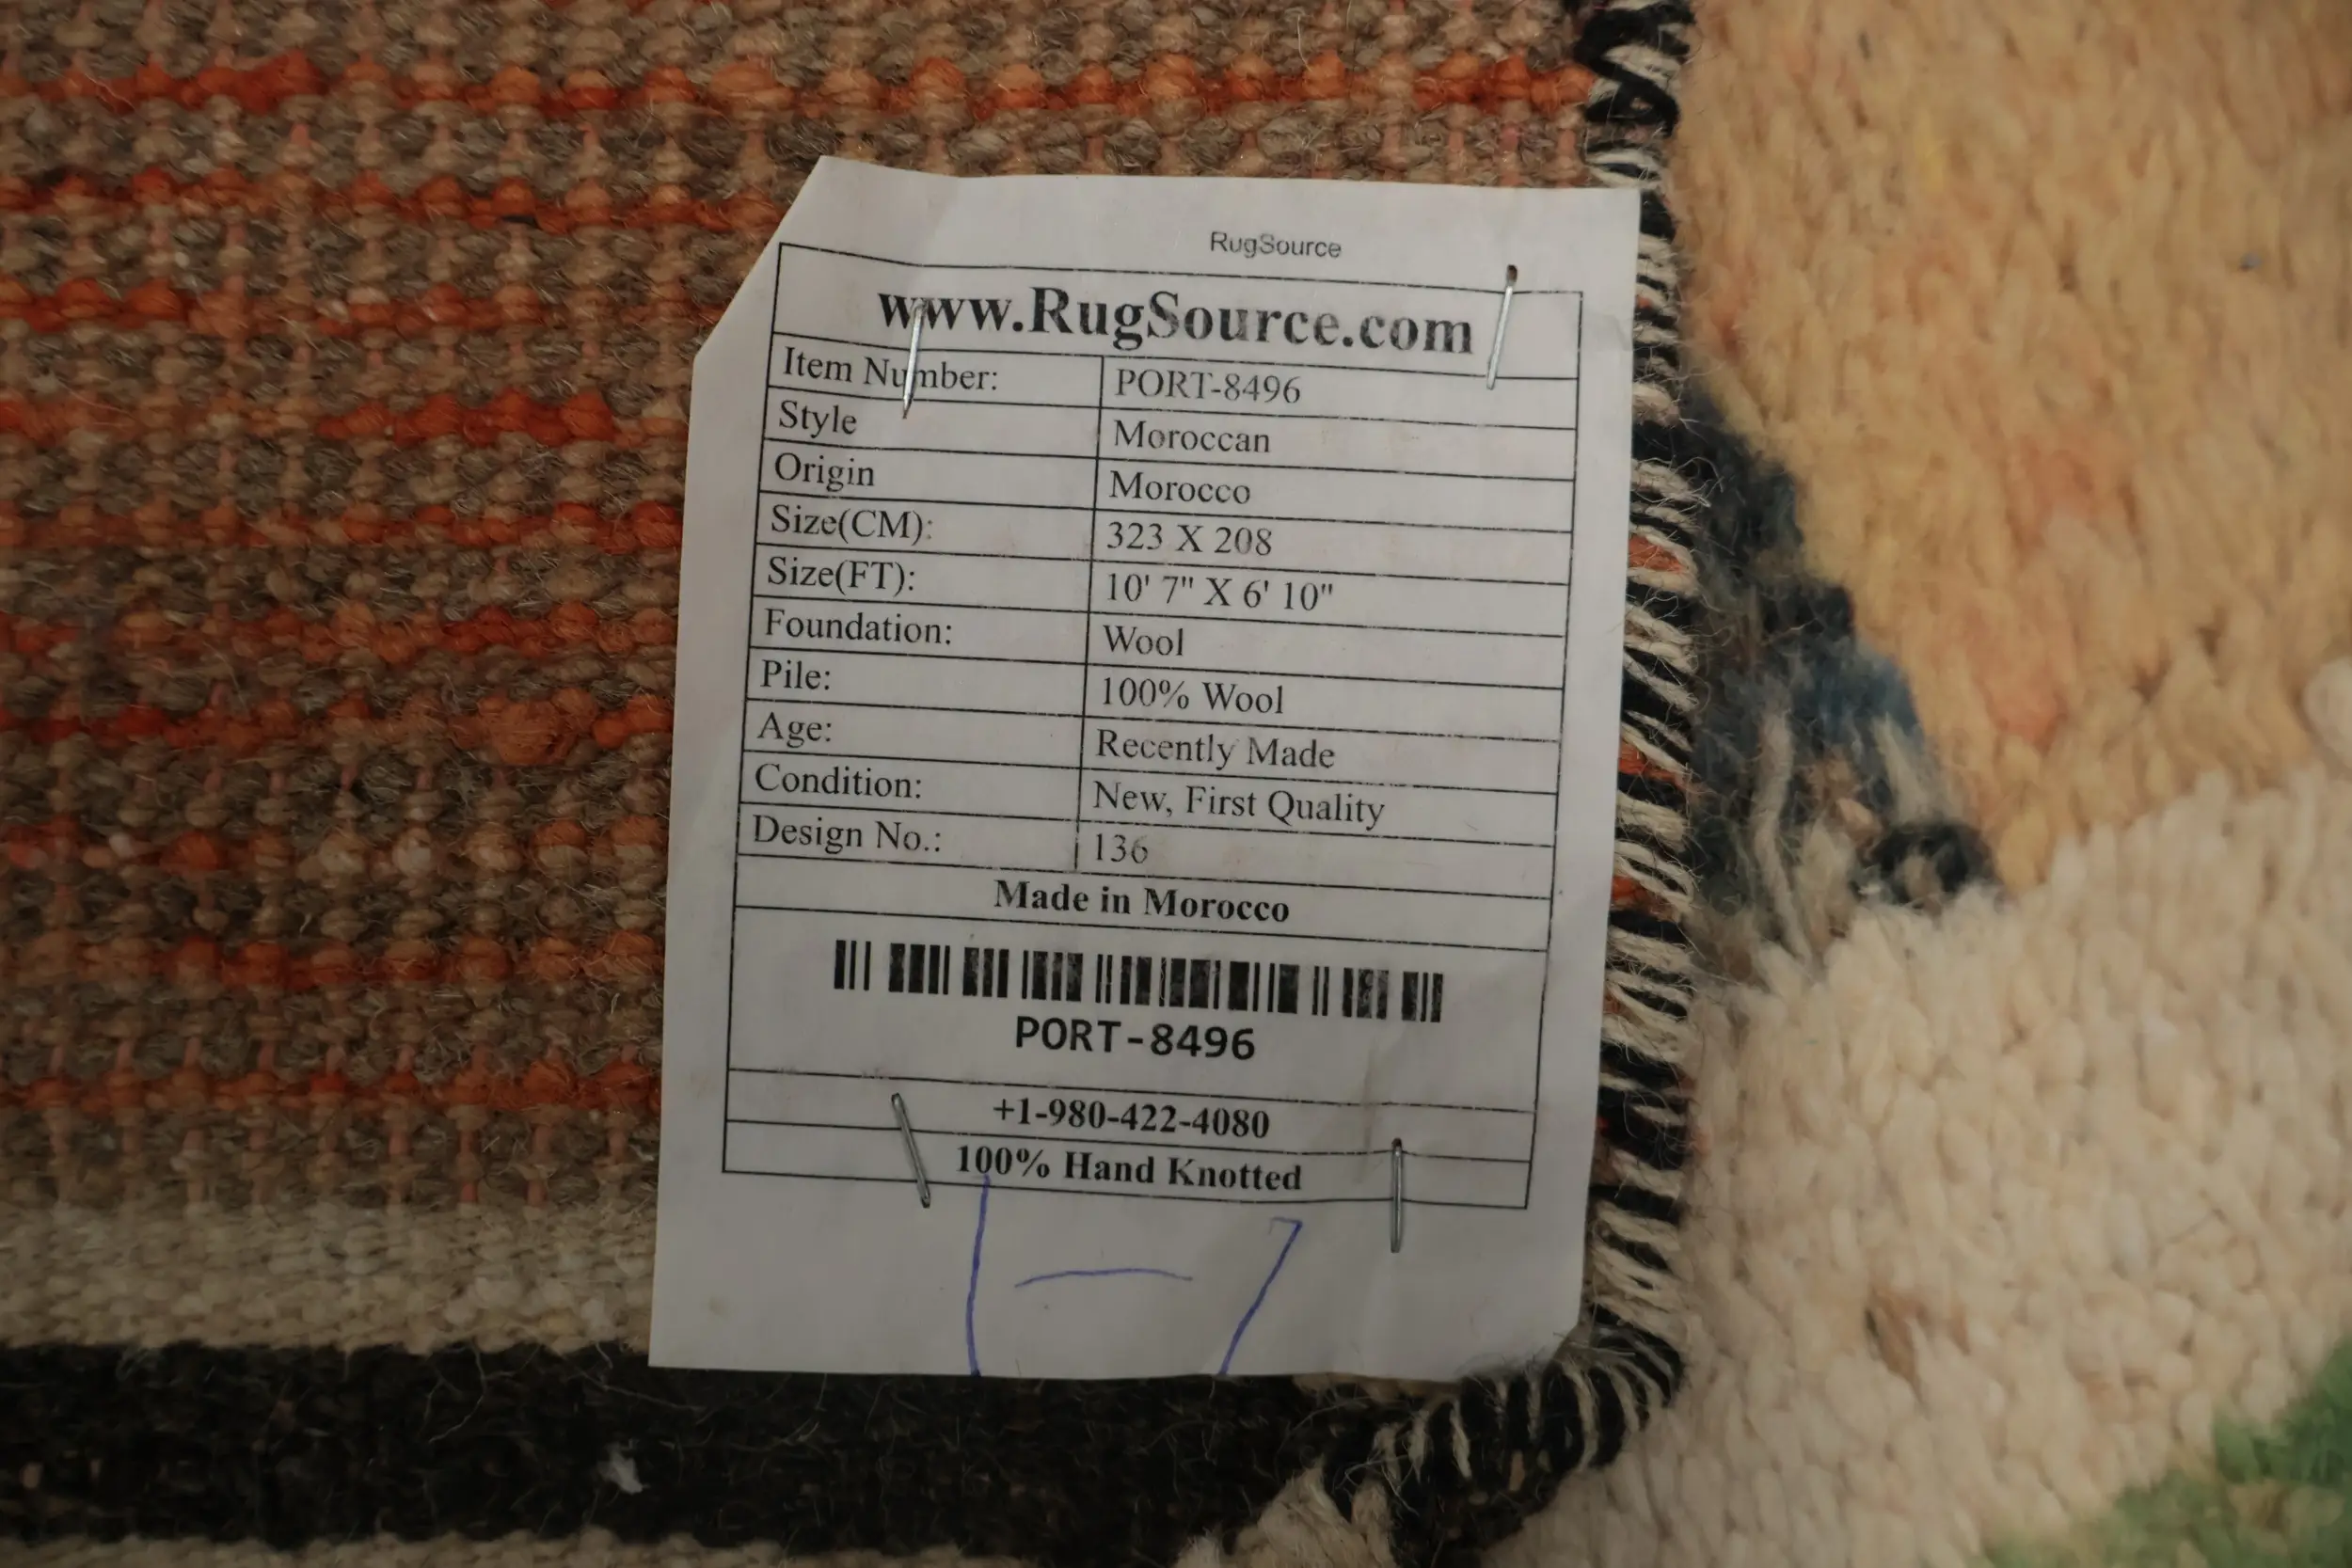 RugSource
www.RugSource.com
Item Number: PORT-8496
Style Moroccan
Origin Morocco
Size(CM): 323 X 208
Size(FT): 10' 7" X 6' 10"
Foundation: Wool
Pile: 100% Wool
Age: Recently Made
Condition: New, First Quality
Design No.: 136
Made in Morocco
PORT-8496
+1-980-422-4080
100% Hand Knotted
1-7